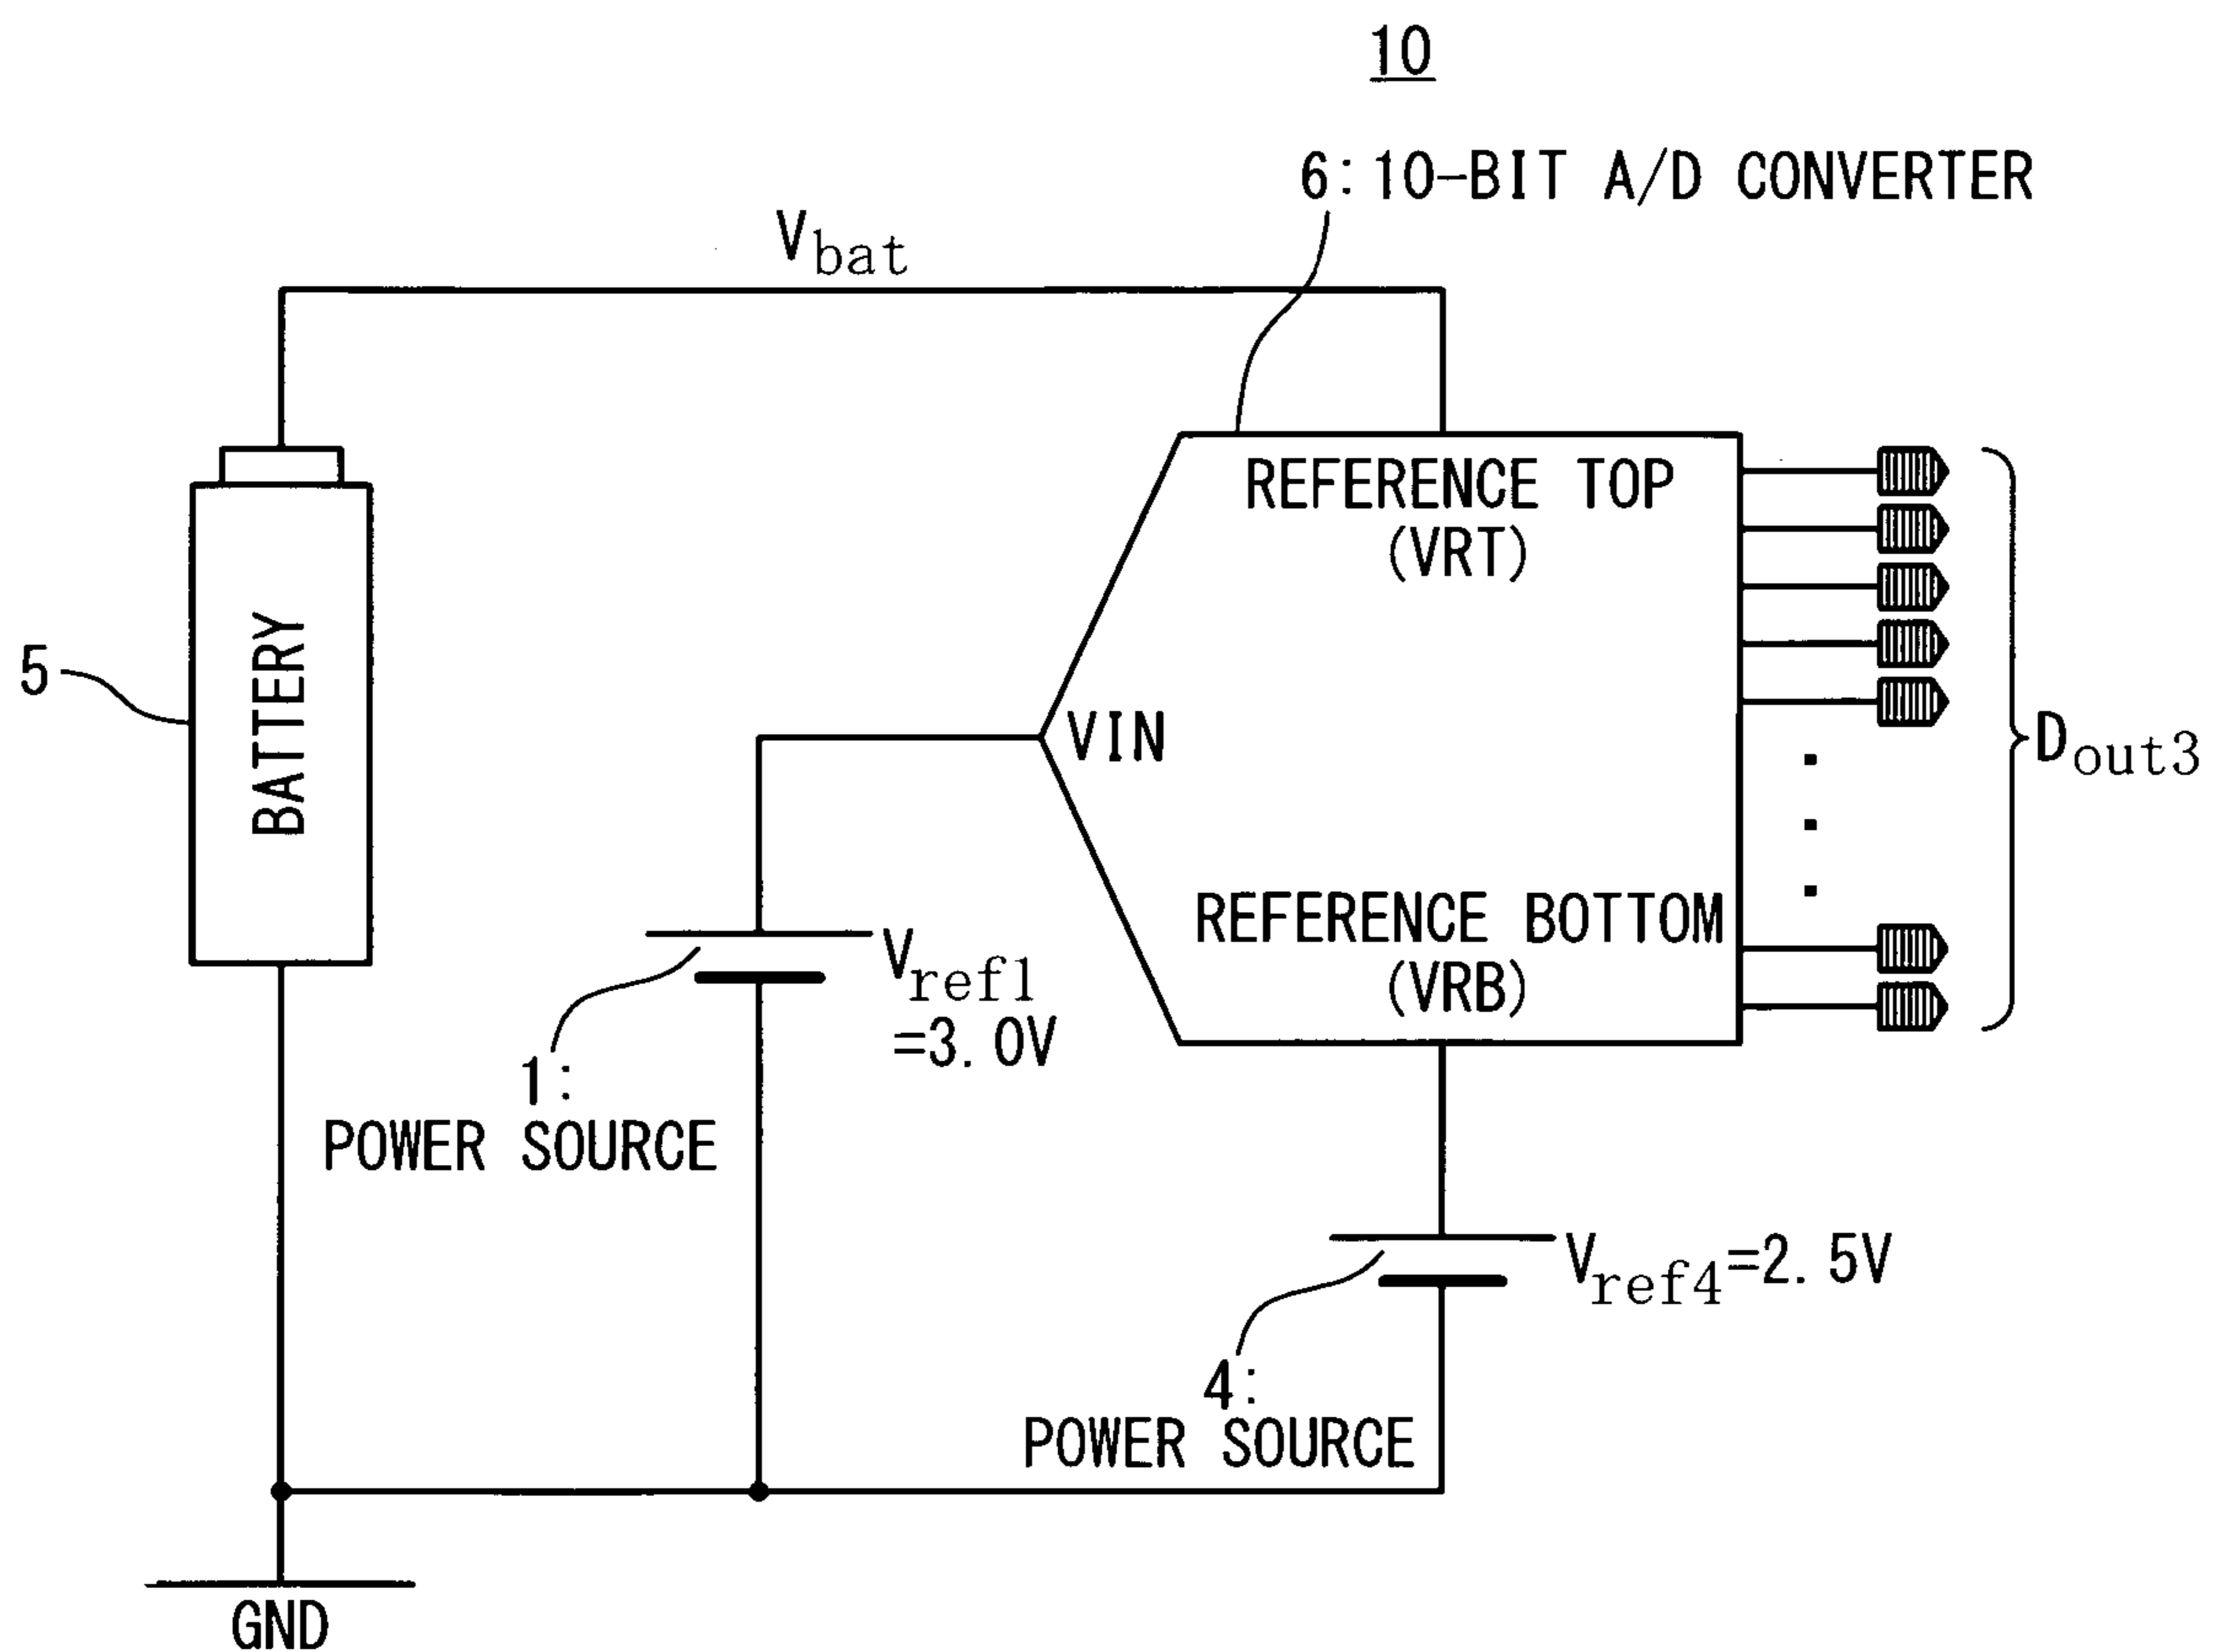 10
6:10-BIT A/D CONVERTER
Vbat
REFERENCE TOP
(VRT)
5
BATTERY
VIN
Dout3
REFERENCE BOTTOM
(VRB)
Vref1
=3.0V
1:
POWER SOURCE
Vref4=2.5V
4:
POWER SOURCE
GND